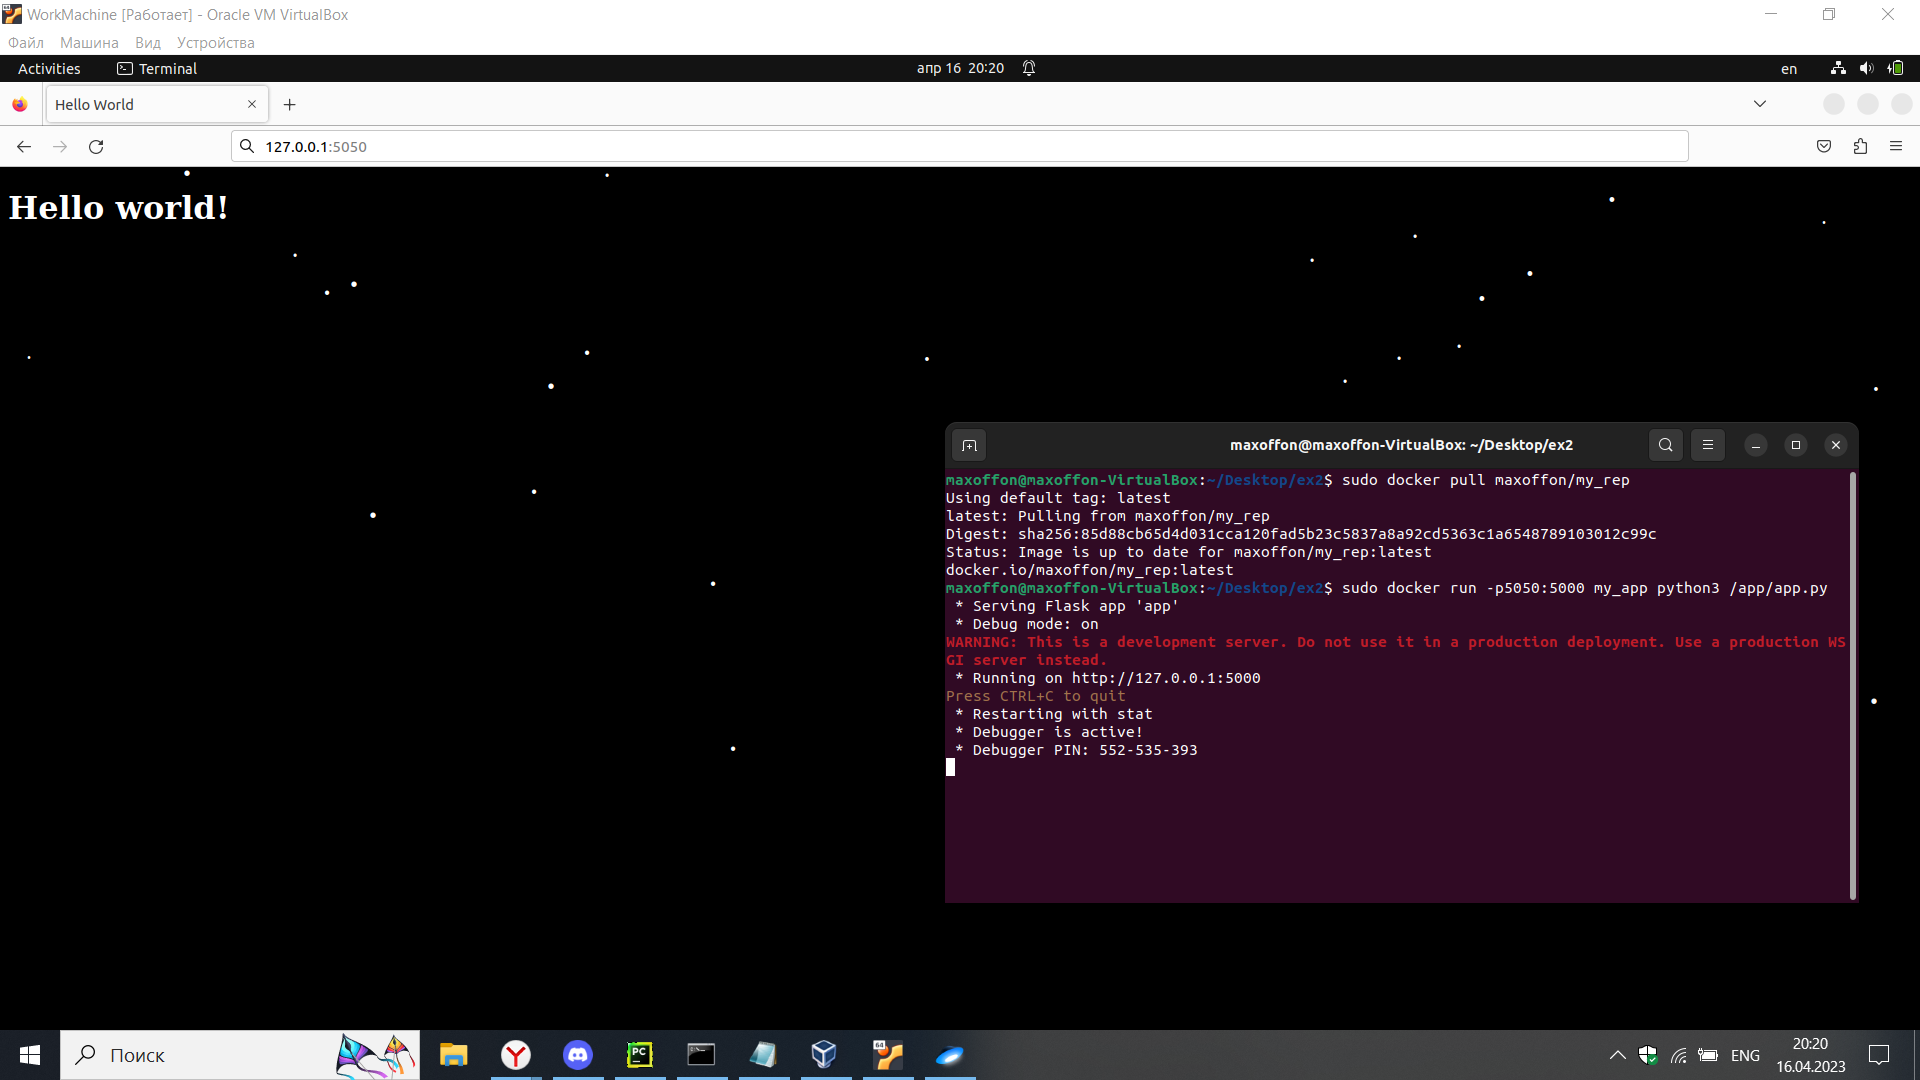 WorkMachine [Работает] - Oracle VM VirtualBox
Файл Машина Вид Устройства
Activities Terminal апр 16 20:20 en
Hello World
127.0.0.1:5050
Hello world!
maxoffon@maxoffon-VirtualBox: ~/Desktop/ex2
maxoffon@maxoffon-VirtualBox:~/Desktop/ex2$ sudo docker pull maxoffon/my_rep
Using default tag: latest
latest: Pulling from maxoffon/my_rep
Digest: sha256:85d88cb65d4d031cca120fad5b23c5837a8a92cd5363c1a6548789103012c99c
Status: Image is up to date for maxoffon/my_rep:latest
docker.io/maxoffon/my_rep:latest
maxoffon@maxoffon-VirtualBox:~/Desktop/ex2$ sudo docker run -p5050:5000 my_app python3 /app/app.py
* Serving Flask app 'app'
* Debug mode: on
WARNING: This is a development server. Do not use it in a production deployment. Use a production WS
GI server instead.
* Running on http://127.0.0.1:5000
Press CTRL+C to quit
* Restarting with stat
* Debugger is active!
* Debugger PIN: 552-535-393
Поиск
PC
64
ENG
20:20
16.04.2023